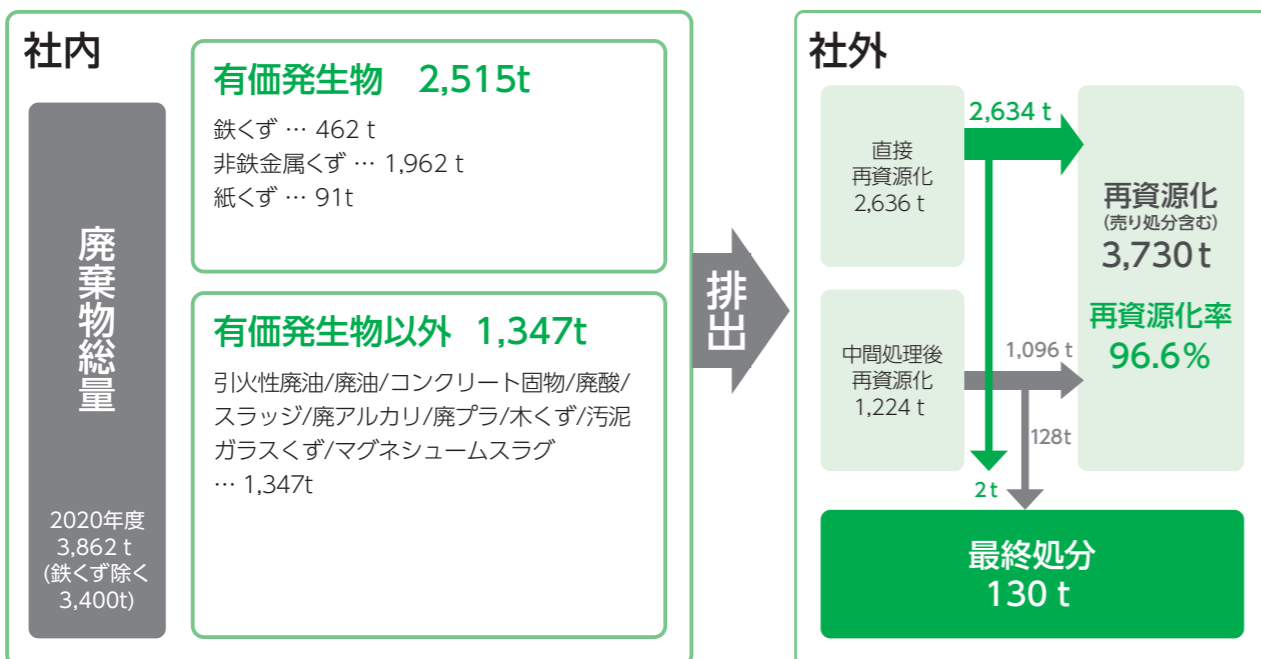 社内
廃棄物総量
2020年度
3,862 t
(鉄くず除く
3,400t)
有価発生物 2,515t
鉄くず … 462 t
非鉄金属くず … 1,962 t
紙くず … 91t
有価発生物以外 1,347t
引火性廃油/廃油/コンクリート固物/廃酸/
スラッジ/廃アルカリ/廃プラ/木くず/汚泥
ガラスくず/マグネシュームスラグ
… 1,347t
排出
社外
直接
再資源化
2,636 t
2,634 t
中間処理後
再資源化
1,224 t
1,096 t
128t
2t
再資源化
(売り処分含む)
3,730t
再資源化率
96.6%
最終処分
130 t